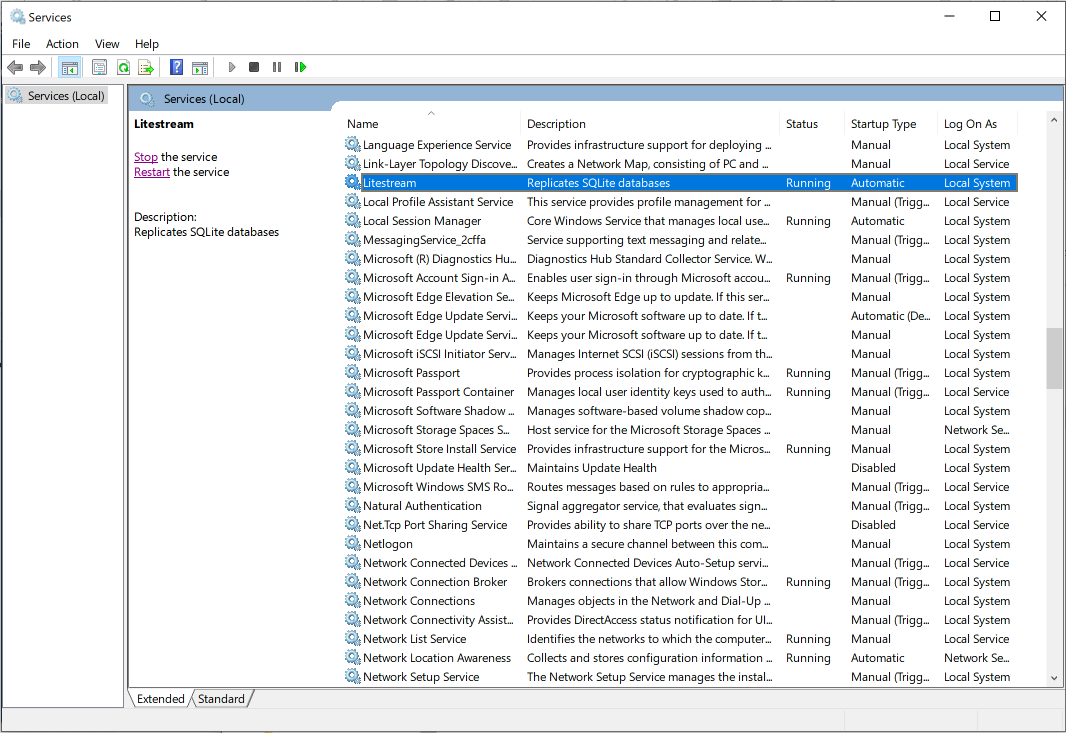 Services
File Action View Help
Services (Local)
Services (Local)
Litestream
Stop the service
Restart the service
Description:
Replicates SQLite databases
Name Description Status Startup Type Log On As
Language Experience Service Provides infrastructure support for deploying ... Manual Local System
Link-Layer Topology Discove... Creates a Network Map, consisting of PC and ... Manual Local Service
Litestream Replicates SQLite databases Running Automatic Local System
Local Profile Assistant Service This service provides profile management for ... Manual (Trigg... Local Service
Local Session Manager Core Windows Service that manages local use... Running Automatic Local System
MessagingService_2cffa Service supporting text messaging and relate... Manual (Trigg... Local System
Microsoft (R) Diagnostics Hu... Diagnostics Hub Standard Collector Service. W... Manual Local System
Microsoft Account Sign-in A... Enables user sign-in through Microsoft accou... Running Manual (Trigg... Local System
Microsoft Edge Elevation Se... Keeps Microsoft Edge up to update. If this ser... Manual Local System
Microsoft Edge Update Servi... Keeps your Microsoft software up to date. If t... Automatic (De... Local System
Microsoft Edge Update Servi... Keeps your Microsoft software up to date. If t... Manual Local System
Microsoft iSCSI Initiator Serv... Manages Internet SCSI (iSCSI) sessions from th... Manual Local System
Microsoft Passport Provides process isolation for cryptographic k... Running Manual (Trigg... Local System
Microsoft Passport Container Manages local user identity keys used to auth... Running Manual (Trigg... Local Service
Microsoft Software Shadow ... Manages software-based volume shadow cop... Manual Local System
Microsoft Storage Spaces S... Host service for the Microsoft Storage Spaces ... Manual Network Se...
Microsoft Store Install Service Provides infrastructure support for the Micros... Running Manual Local System
Microsoft Update Health Ser... Maintains Update Health Disabled Local System
Microsoft Windows SMS Ro... Routes messages based on rules to appropria... Manual (Trigg... Local Service
Natural Authentication Signal aggregator service, that evaluates sign... Manual (Trigg... Local System
Net.Tcp Port Sharing Service Provides ability to share TCP ports over the ne... Disabled Local Service
Netlogon Maintains a secure channel between this com... Manual Local System
Network Connected Devices ... Network Connected Devices Auto-Setup servi... Manual (Trigg... Local Service
Network Connection Broker Brokers connections that allow Windows Stor... Running Manual (Trigg... Local System
Network Connections Manages objects in the Network and Dial-Up ... Manual Local System
Network Connectivity Assist... Provides DirectAccess status notification for UI... Manual (Trigg... Local System
Network List Service Identifies the networks to which the computer... Running Manual Local Service
Network Location Awareness Collects and stores configuration information ... Running Automatic Network Se...
Network Setup Service The Network Setup Service manages the instal... Manual (Trigg... Local System
Extended Standard